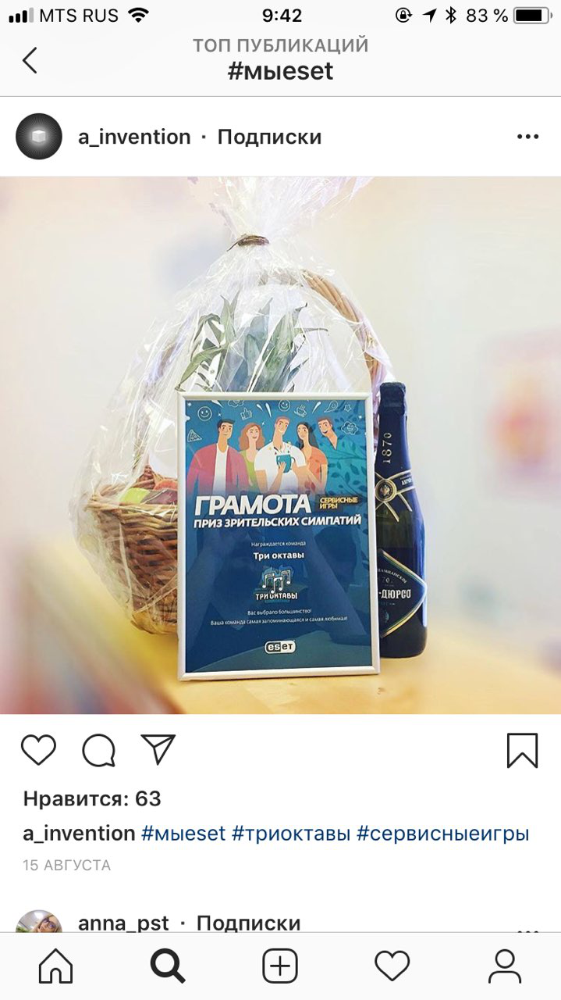 MTS RUS 9:42 83 %
ТОП ПУБЛИКАЦИЙ
#мыeset
a_invention · Подписки
1870
ГРАМОТА
СЕРВИСНЫЕ
ИГРЫ
ПРИЗ ЗРИТЕЛЬСКИХ СИМПАТИЙ
Награждается команда
Три октавы
ТРИ ОКТАВЫ
Вас выбрало большинство!
Ваша команда самая запоминающаяся и самая любимая!
eset
-ДЮРСО
Нравится: 63
a_invention #мыeset #триоктавы #сервисныеигры
15 АВГУСТА
anna_pst · Подписки